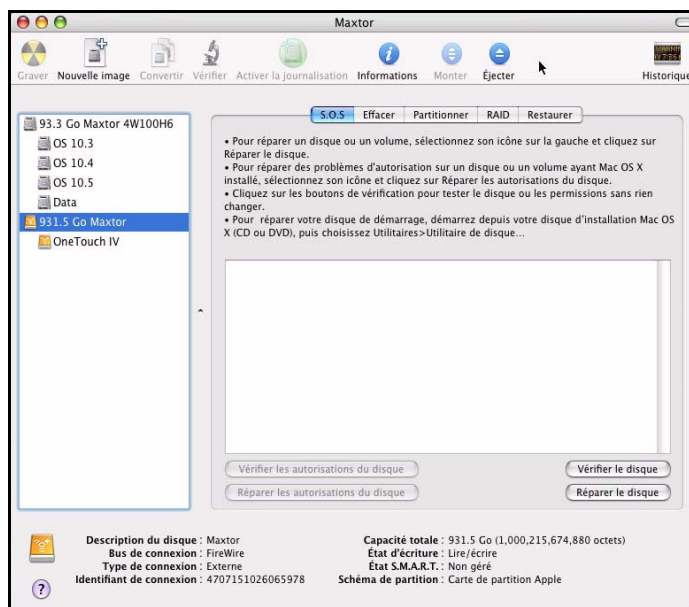 Maxtor
Graver Nouvelle image Convertir Vérifier Activer la journalisation Informations Monter Éjecter Historique
93.3 Go Maxtor 4W100H6
OS 10.3
OS 10.4
OS 10.5
Data
931.5 Go Maxtor
OneTouch IV
S.O.S Effacer Partitionner RAID Restaurer
• Pour réparer un disque ou un volume, sélectionnez son icône sur la gauche et cliquez sur
Réparer le disque.
• Pour réparer des problèmes d'autorisation sur un disque ou un volume ayant Mac OS X
installé, sélectionnez son icône et cliquez sur Réparer les autorisations du disque.
• Cliquez sur les boutons de vérification pour tester le disque ou les permissions sans rien
changer.
• Pour réparer votre disque de démarrage, démarrez depuis votre disque d'installation Mac OS
X (CD ou DVD), puis choisissez Utilitaires>Utilitaire de disque...
Vérifier les autorisations du disque Vérifier le disque
Réparer les autorisations du disque Réparer le disque
Description du disque : Maxtor
Bus de connexion : FireWire
Type de connexion : Externe
Identifiant de connexion : 4707151026065978
Capacité totale : 931.5 Go (1,000,215,674,880 octets)
État d'écriture : Lire/écrire
État S.M.A.R.T. : Non géré
Schéma de partition : Carte de partition Apple
?